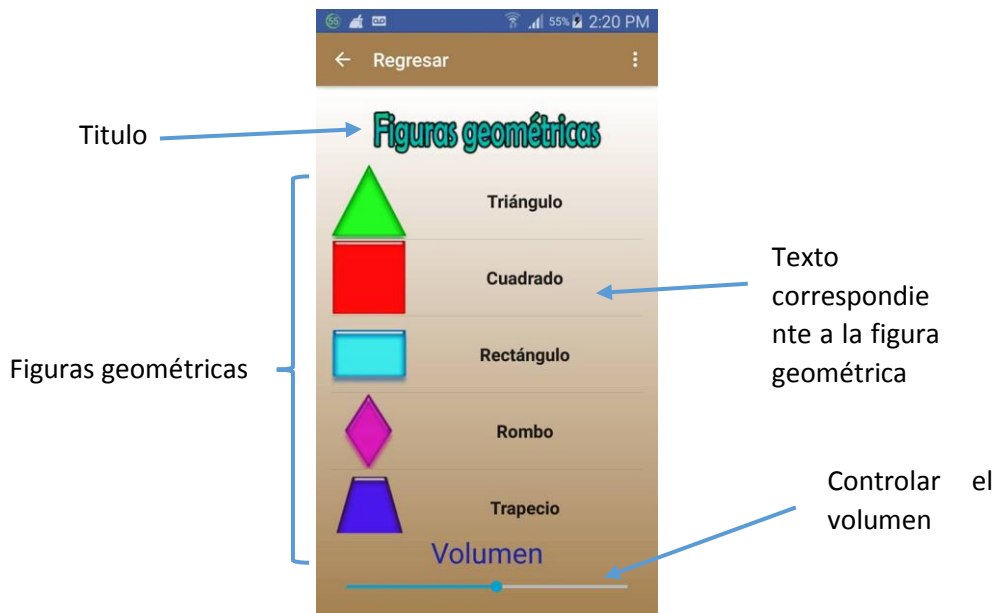 55 55% 2:20 PM
Regresar
Titulo
Figuras geométricas
Triángulo
Cuadrado
Texto
correspondie
nte a la figura
geométrica
Figuras geométricas
Rectángulo
Rombo
Trapecio
Controlar el
volumen
Volumen